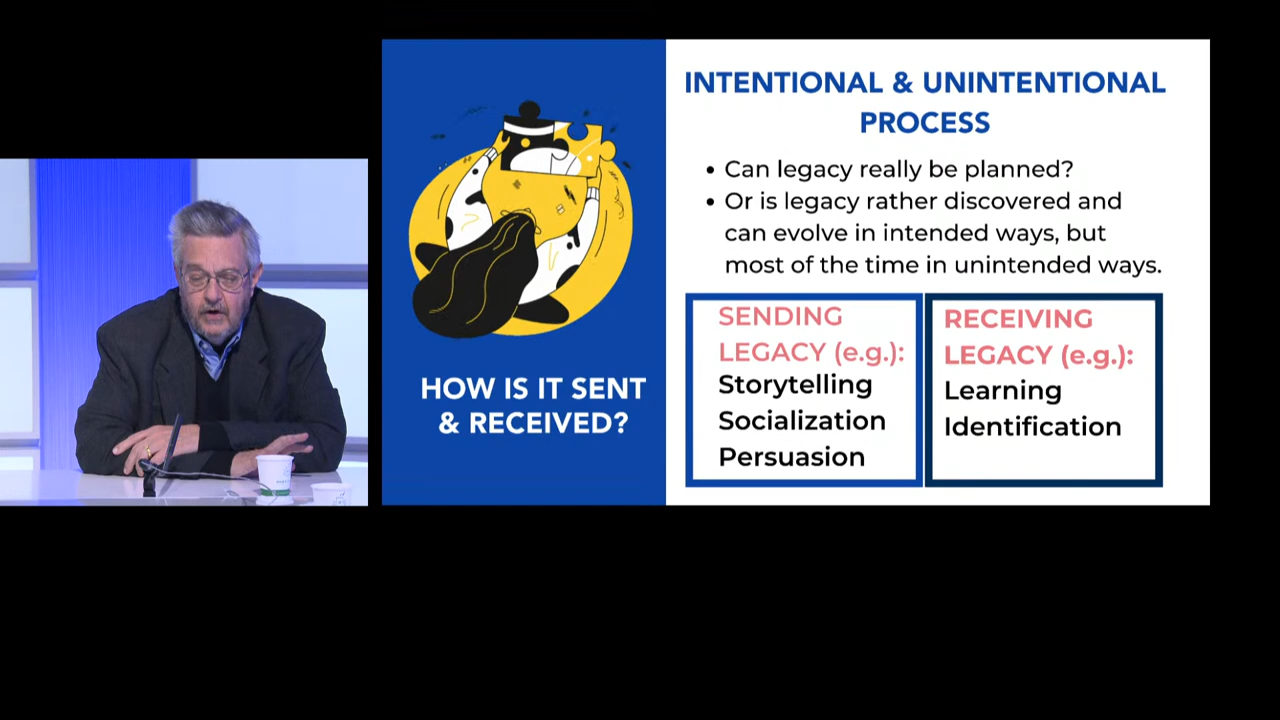 HOW IS IT SENT
& RECEIVED?
INTENTIONAL & UNINTENTIONAL
PROCESS
• Can legacy really be planned?
• Or is legacy rather discovered and
can evolve in intended ways, but
most of the time in unintended ways.
SENDING
LEGACY (e.g.):
Storytelling
Socialization
Persuasion
RECEIVING
LEGACY (e.g.):
Learning
Identification